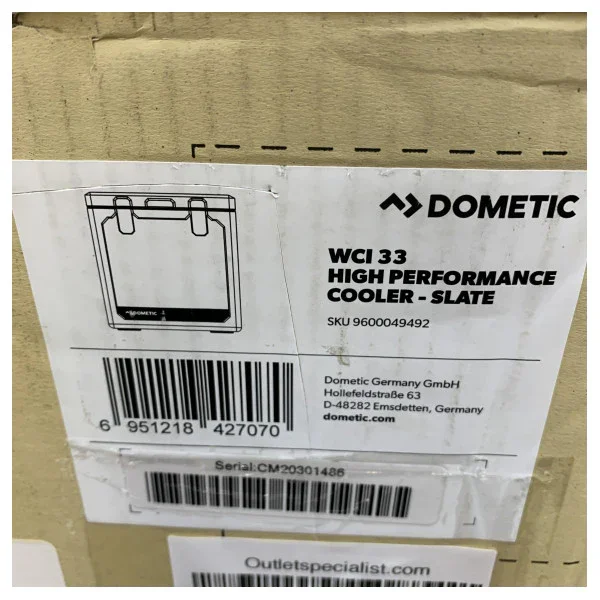 DOMETIC
WCI 33
HIGH PERFORMANCE
COOLER - SLATE
SKU 9600049492
DOMETIC
6 951218 427070
Dometic Germany GmbH
Hollefeldstraße 63
D-48282 Emsdetten, Germany
dometic.com
Serial:CM20301486
Outletspecialist.com